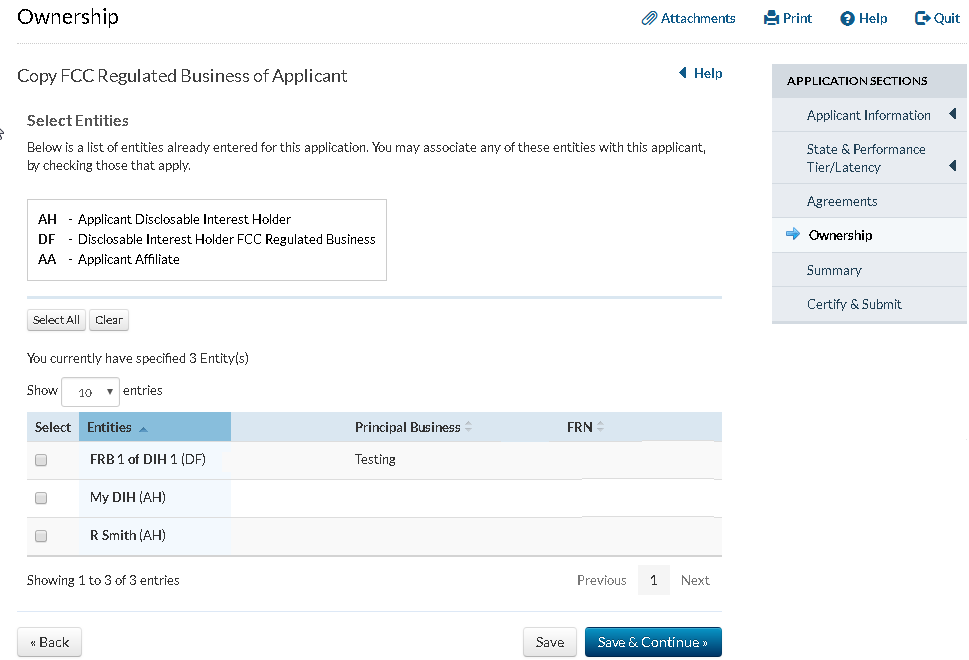 Ownership
Attachments Print Help Quit
Copy FCC Regulated Business of Applicant
Help
Select Entities
Below is a list of entities already entered for this application. You may associate any of these entities with this applicant,
by checking those that apply.
AH - Applicant Disclosable Interest Holder
DF - Disclosable Interest Holder FCC Regulated Business
AA - Applicant Affiliate
Select All Clear
You currently have specified 3 Entity(s)
Show 10 entries
Select Entities Principal Business FRN
FRB 1 of DIH 1 (DF) Testing
My DIH (AH)
R Smith (AH)
Showing 1 to 3 of 3 entries
Previous 1 Next
« Back Save Save & Continue »
APPLICATION SECTIONS
Applicant Information
State & Performance
Tier/Latency
Agreements
Ownership
Summary
Certify & Submit